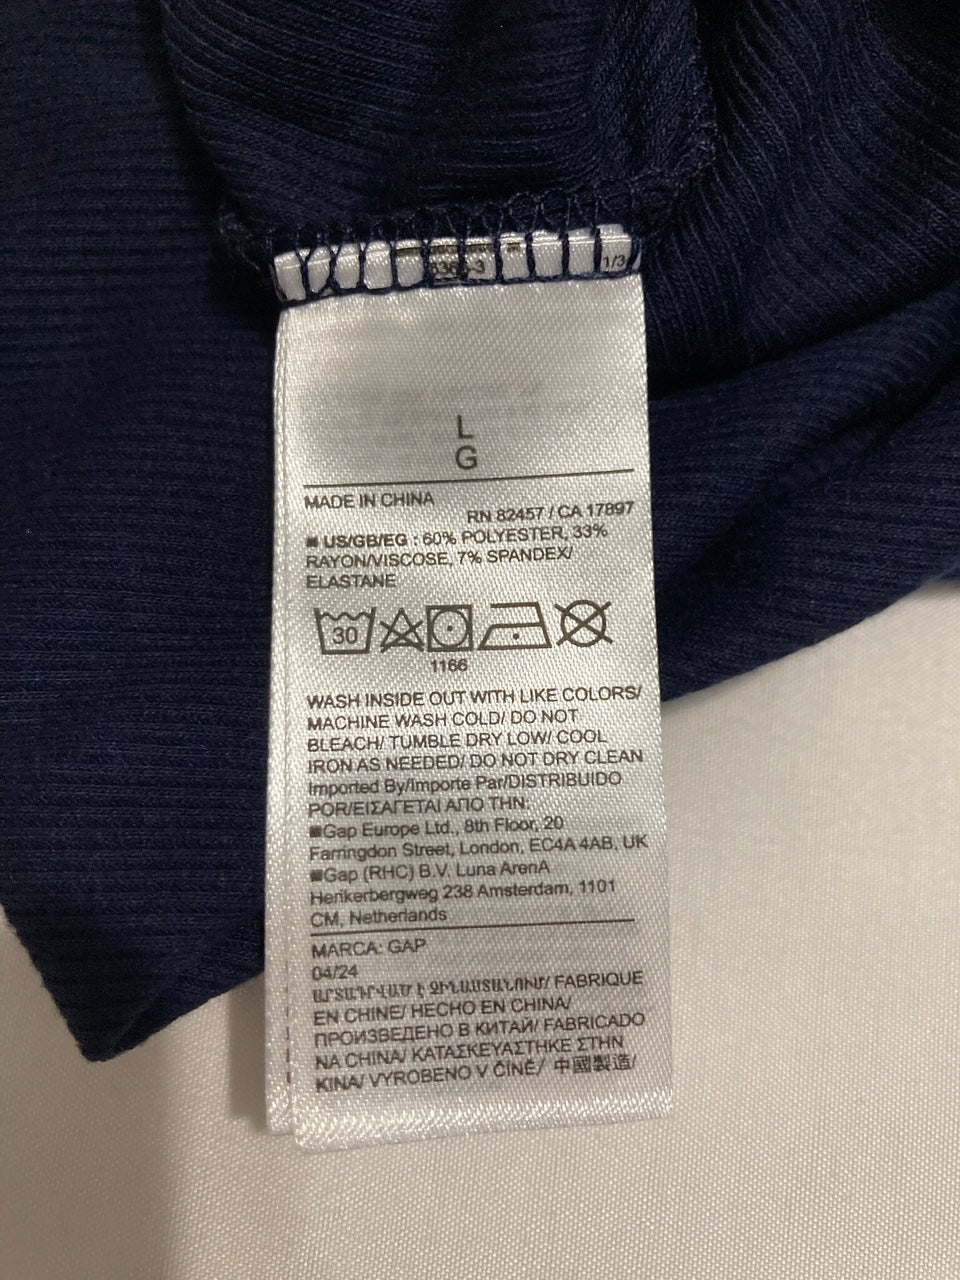 1/3
L
G
MADE IN CHINA
RN 82457 / CA 17897
■ US/GB/EG : 60% POLYESTER, 33%
RAYON/VISCOSE, 7% SPANDEX/
ELASTANE
30
1166
WASH INSIDE OUT WITH LIKE COLORS/
MACHINE WASH COLD/ DO NOT
BLEACH/ TUMBLE DRY LOW/ COOL
IRON AS NEEDED/ DO NOT DRY CLEAN
Imported By/Importe Par/DISTRIBUIDO
POR/ΕΙΣΑΓΕΤΑΙ ΑΠΟ ΤΗΝ:
■Gap Europe Ltd., 8th Floor, 20
Farringdon Street, London, EC4A 4AB, UK
■Gap (RHC) B.V. Luna ArenA
Herikerbergweg 238 Amsterdam, 1101
CM, Netherlands
MARCA: GAP
04/24
ԱՐՏԱԴՐՎԱԾ Է ՉԻՆԱՍՏԱՆՈՒՄ/ FABRIQUE
EN CHINE/ HECHO EN CHINA/
ПРОИЗВЕДЕНО В КИТАЙ/ FABRICADO
NA CHINA/ ΚΑΤΑΣΚΕΥΑΣΤΗΚΕ ΣΤΗΝ
ΚΙΝΑ/ VYROBENO V ČÍNĚ/ 中國製造/